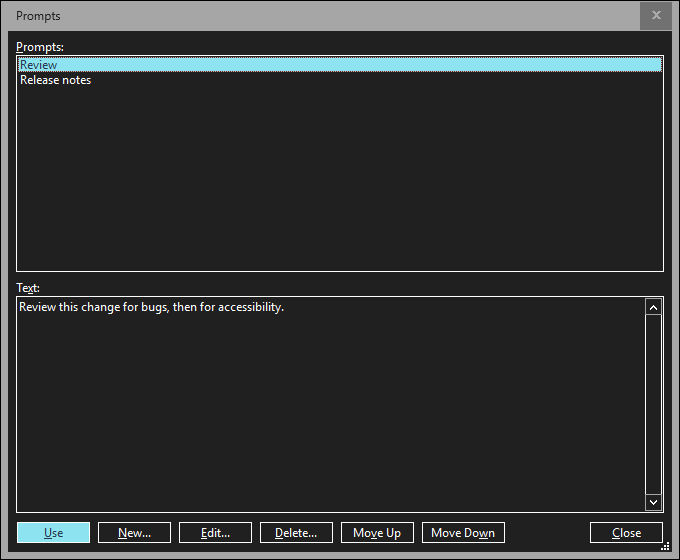 Prompts
Prompts:
Review
Release notes
Text:
Review this change for bugs, then for accessibility.
Use
New...
Edit...
Delete...
Move Up
Move Down
Close